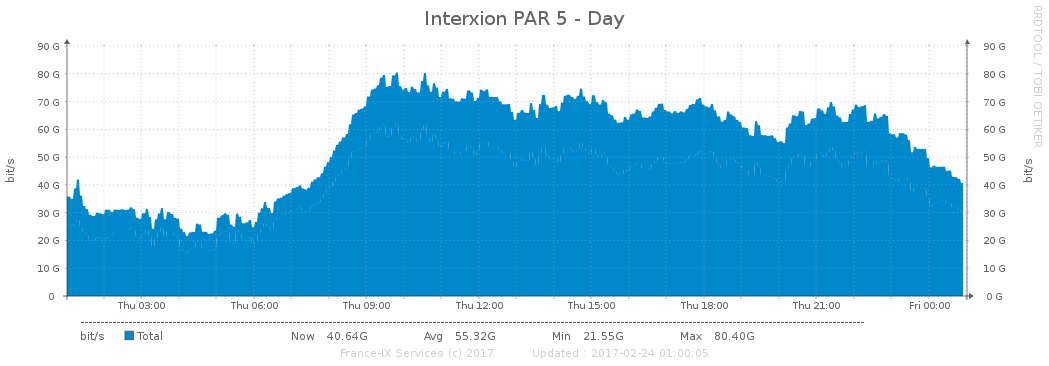 Interxion PAR 5 - Day
RRDTOOL / TOBI OETIKER
90 G 90 G
80 G 80 G
70 G 70 G
60 G 60 G
50 G 50 G
40 G 40 G
30 G 30 G
20 G 20 G
10 G 10 G
0 0 G
bit/s bit/s
Thu 03:00 Thu 06:00 Thu 09:00 Thu 12:00 Thu 15:00 Thu 18:00 Thu 21:00 Fri 00:00
bit/s Total Now 40.64G Avg 55.32G Min 21.55G Max 80.40G
France-IX Services (c) 2017 Updated : 2017-02-24 01:00:05